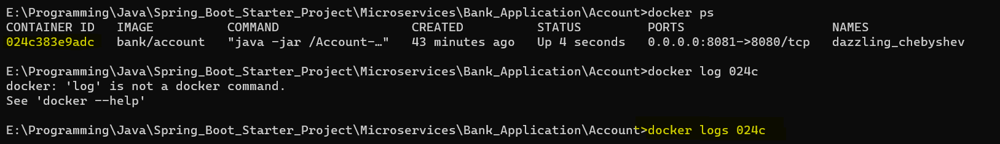 E:\Programming\Java\Spring_Boot_Starter_Project\Microservices\Bank_Application\Account>docker ps
CONTAINER ID   IMAGE          COMMAND                  CREATED          STATUS         PORTS                    NAMES
024c383e9adc   bank/account   "java -jar /Account-…"   43 minutes ago   Up 4 seconds   0.0.0.0:8081->8080/tcp   dazzling_chebyshev
E:\Programming\Java\Spring_Boot_Starter_Project\Microservices\Bank_Application\Account>docker log 024c
docker: 'log' is not a docker command.
See 'docker --help'
E:\Programming\Java\Spring_Boot_Starter_Project\Microservices\Bank_Application\Account>docker logs 024c